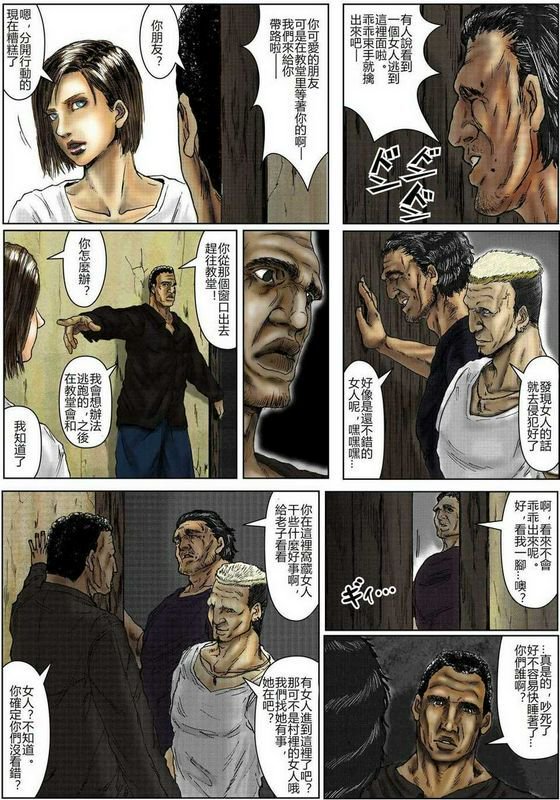 有人說看到
一個女人逃到
這裡面啦。
乖乖束手就擒
出來吧—
ドン
ドン
ドン
你可愛的朋友
可是在教堂里等著你的啊—
我們來給你
帶路啦—
你朋友?
嗯,分開行動的
現在糟糕了
發現女人的話
就去侵犯好了
好像是還不錯的
女人呢,嘿嘿嘿…
你從那個窗口出去
趕往教堂!
你怎麼辦?
我會想辦法
逃跑的,之後
在教堂會和
我知道了
啊,看來不會
乖乖出來呢。
好,看我一腳…噢?
ギィ…
…真是的,吵死了
好不容易快睡著了…
你們誰啊?
你在這裡窩藏女人
干些什麼好事啊,
給老子看看
有女人進到這裡了吧?
那可不是村裡的女人哦
我們找她有事,
她在吧?
女人?不知道。
你確定你們沒看錯?